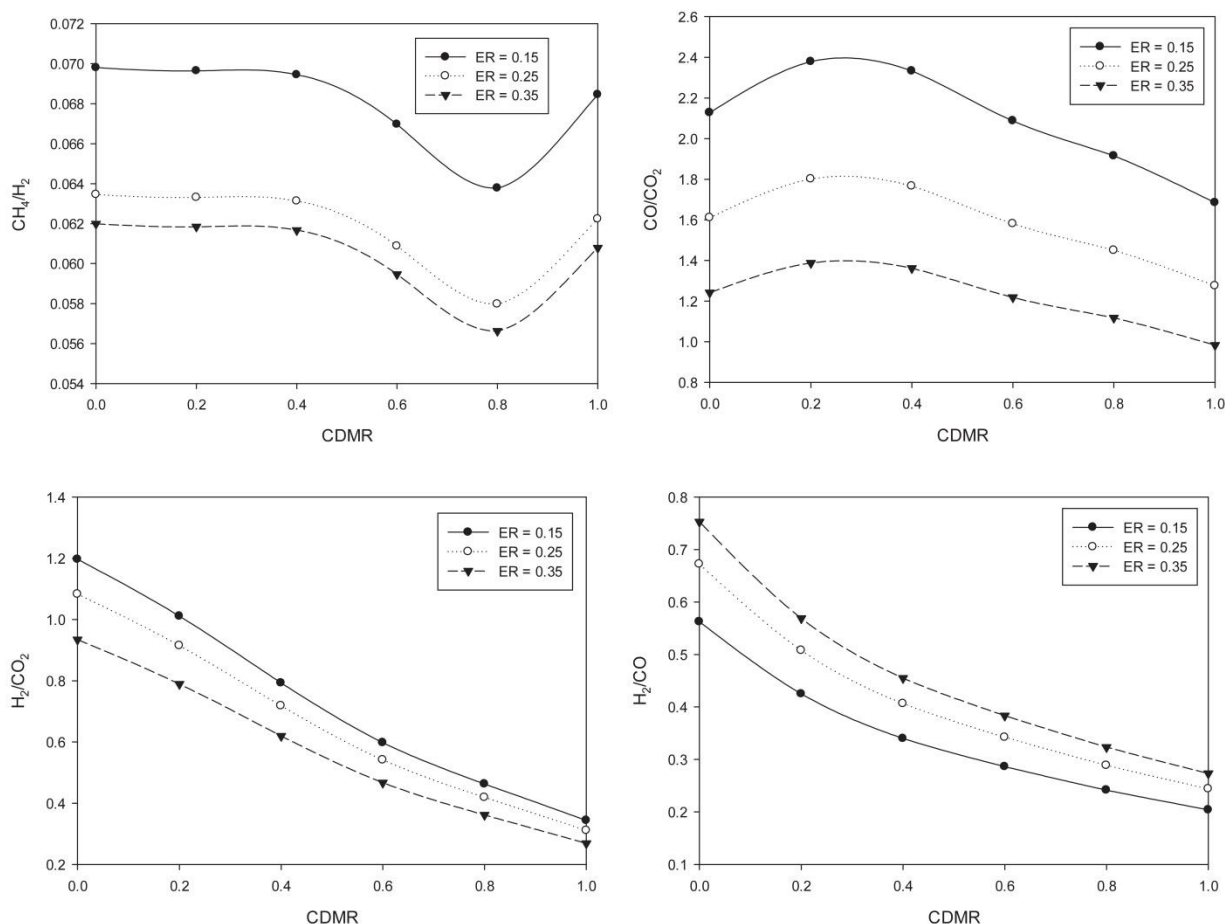 0.072
0.070
0.068
0.066
0.064
0.062
0.060
0.058
0.056
0.054
CH₄/H₂
ER = 0.15
ER = 0.25
ER = 0.35
0.0 0.2 0.4 0.6 0.8 1.0
CDMR
2.6
2.4
2.2
2.0
1.8
1.6
1.4
1.2
1.0
0.8
CO/CO₂
ER = 0.15
ER = 0.25
ER = 0.35
0.0 0.2 0.4 0.6 0.8 1.0
CDMR
1.4
1.2
1.0
0.8
0.6
0.4
0.2
H₂/CO₂
ER = 0.15
ER = 0.25
ER = 0.35
0.0 0.2 0.4 0.6 0.8 1.0
CDMR
0.8
0.7
0.6
0.5
0.4
0.3
0.2
0.1
H₂/CO
ER = 0.15
ER = 0.25
ER = 0.35
0.0 0.2 0.4 0.6 0.8 1.0
CDMR